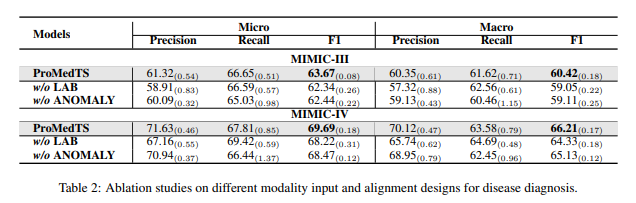 Models Micro Macro
Precision Recall F1 Precision Recall F1
MIMIC-III
ProMedTS 61.32(0.54) 66.65(0.51) 63.67(0.08) 60.35(0.61) 61.62(0.71) 60.42(0.18)
w/o LAB 58.91(0.83) 66.59(0.57) 62.34(0.26) 57.32(0.88) 62.56(0.61) 59.05(0.22)
w/o ANOMALY 60.09(0.32) 65.03(0.98) 62.44(0.22) 59.13(0.43) 60.46(1.15) 59.11(0.25)
MIMIC-IV
ProMedTS 71.63(0.46) 67.81(0.85) 69.69(0.18) 70.12(0.47) 63.58(0.79) 66.21(0.17)
w/o LAB 67.16(0.55) 69.42(0.59) 68.22(0.31) 65.74(0.62) 64.69(0.48) 64.33(0.18)
w/o ANOMALY 70.94(0.37) 66.44(1.37) 68.47(0.12) 68.95(0.79) 62.45(0.96) 65.13(0.12)
Table 2: Ablation studies on different modality input and alignment designs for disease diagnosis.